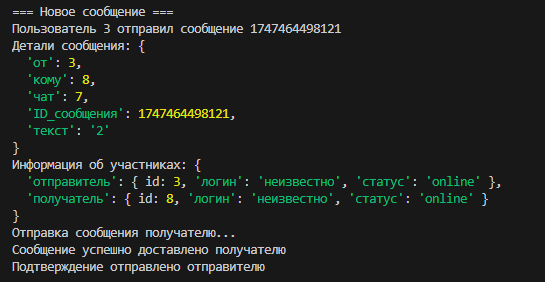 === Новое сообщение ===
Пользователь 3 отправил сообщение 1747464498121
Детали сообщения: {
  'от': 3,
  'кому': 8,
  'чат': 7,
  'ID_сообщения': 1747464498121,
  'текст': '2'
}
Информация об участниках: {
  'отправитель': { id: 3, 'логин': 'неизвестно', 'статус': 'online' },
  'получатель': { id: 8, 'логин': 'неизвестно', 'статус': 'online' }
}
Отправка сообщения получателю...
Сообщение успешно доставлено получателю
Подтверждение отправлено отправителю